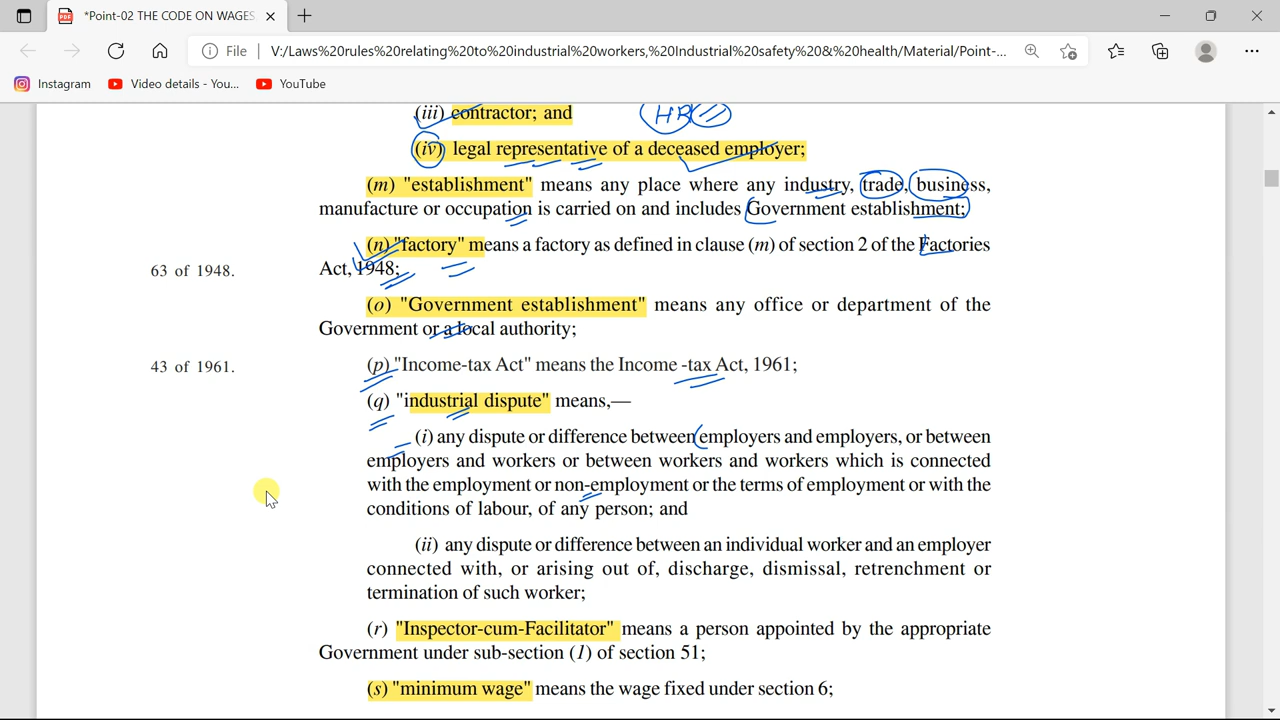 *Point-02 THE CODE ON WAGES
File
V:/Laws%20rules%20relating%20to%20industrial%20workers,%20Industrial%20safety%20&%20health/Material/Point-...
Instagram
Video details - You...
YouTube
(iii) contractor; and
HR
(iv) legal representative of a deceased employer;
(m) "establishment" means any place where any industry, trade, business,
manufacture or occupation is carried on and includes Government establishment;
(n) "factory" means a factory as defined in clause (m) of section 2 of the Factories
63 of 1948.
Act, 1948;
(o) "Government establishment" means any office or department of the
Government or a local authority;
43 of 1961.
(p) "Income-tax Act" means the Income -tax Act, 1961;
(q) "industrial dispute" means,—
(i) any dispute or difference between employers and employers, or between
employers and workers or between workers and workers which is connected
with the employment or non-employment or the terms of employment or with the
conditions of labour, of any person; and
(ii) any dispute or difference between an individual worker and an employer
connected with, or arising out of, discharge, dismissal, retrenchment or
termination of such worker;
(r) "Inspector-cum-Facilitator" means a person appointed by the appropriate
Government under sub-section (1) of section 51;
(s) "minimum wage" means the wage fixed under section 6;